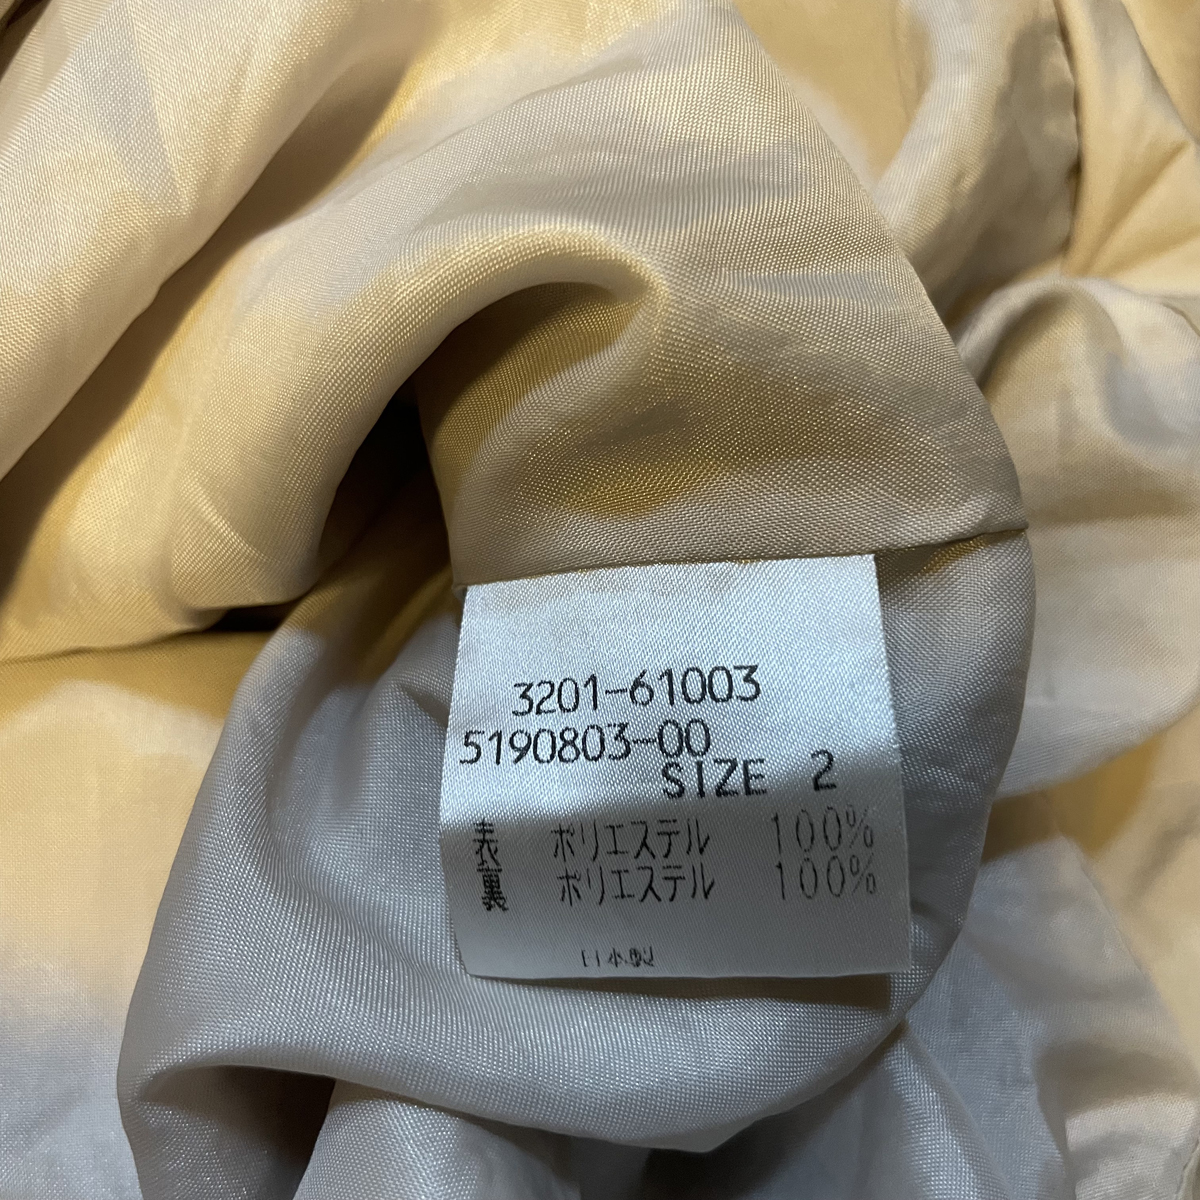 3201-61003
5190803-00
SIZE 2
表 ポリエステル 100%
裏 ポリエステル 100%
日本製